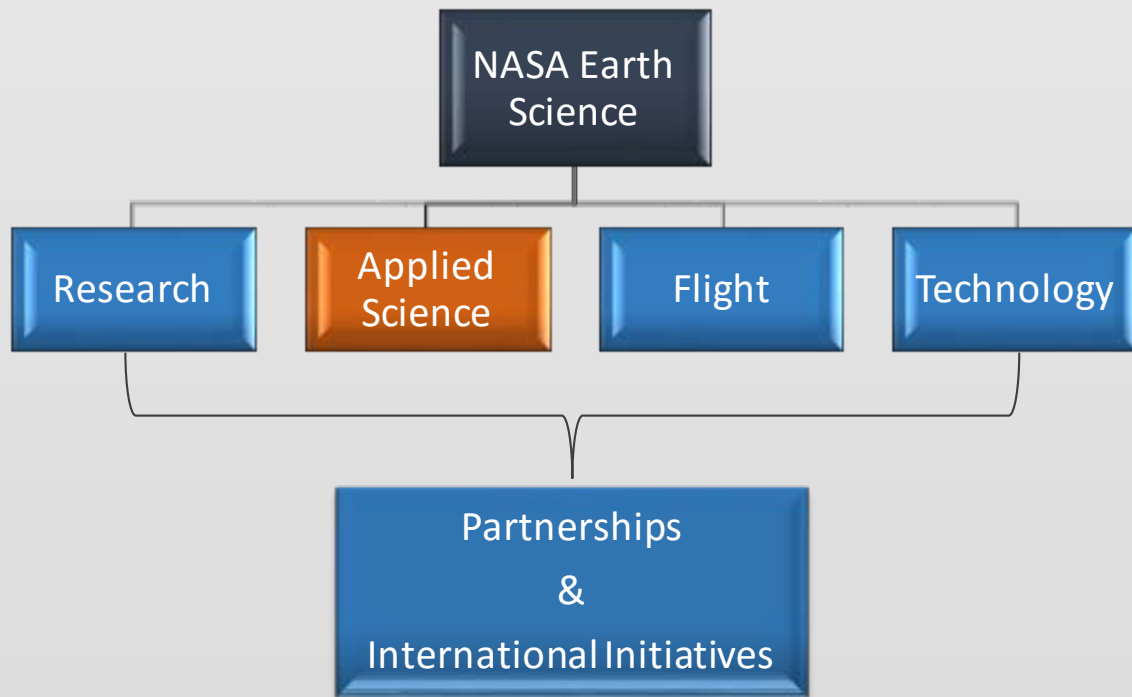 NASA Earth
Science
Research
Applied
Science
Flight
Technology
Partnerships
&
International Initiatives